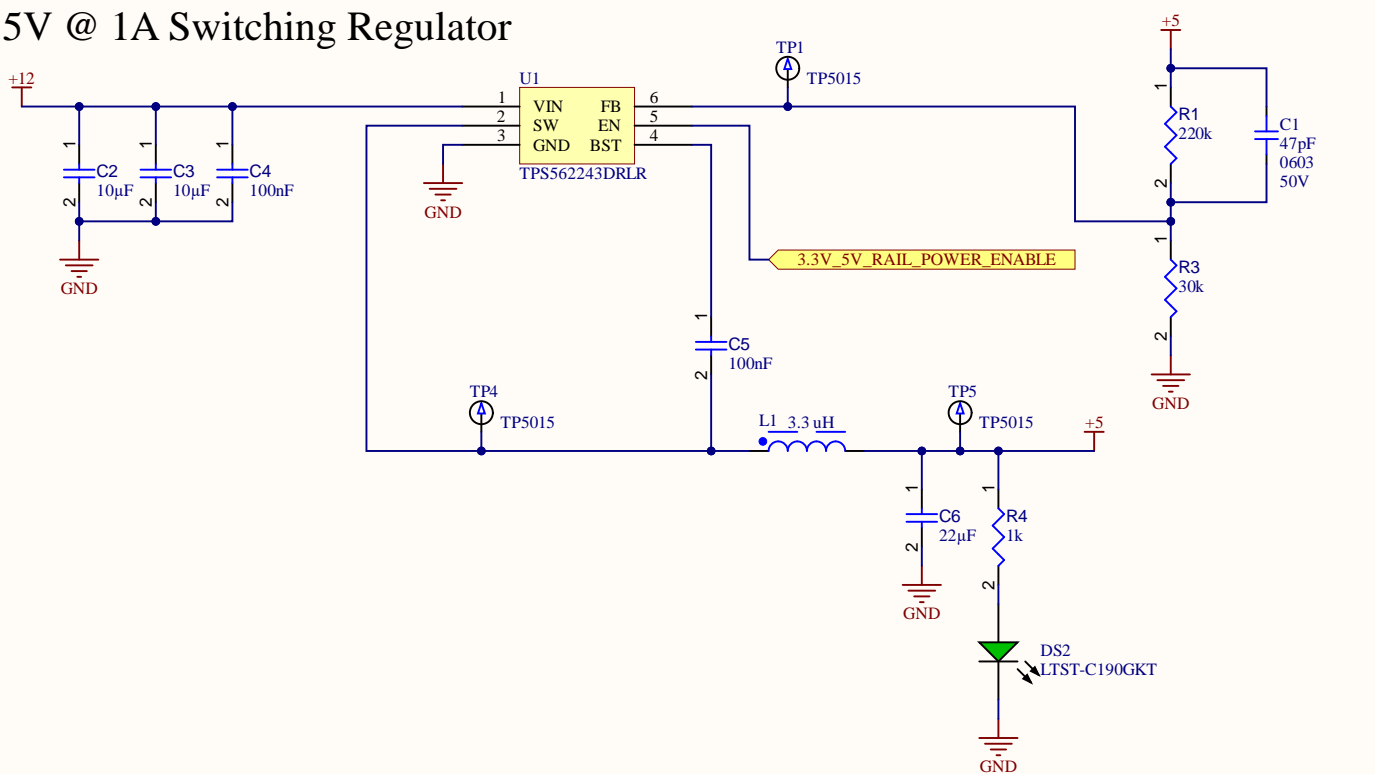 5V @ 1A Switching Regulator
+12
U1
1 VIN FB 6
2 SW EN 5
3 GND BST 4
TPS562243DRLR
GND
TP1
TP5015
+5
1
R1
220k
2
C1
47pF
0603
50V
1
C2
10µF
2
1
C3
10µF
2
1
C4
100nF
2
GND
3.3V_5V_RAIL_POWER_ENABLE
1
R3
30k
2
GND
1
C5
100nF
2
TP4
TP5015
L1 3.3 uH
TP5
TP5015
+5
1
C6
22µF
2
GND
1
R4
1k
2
DS2
LTST-C190GKT
GND